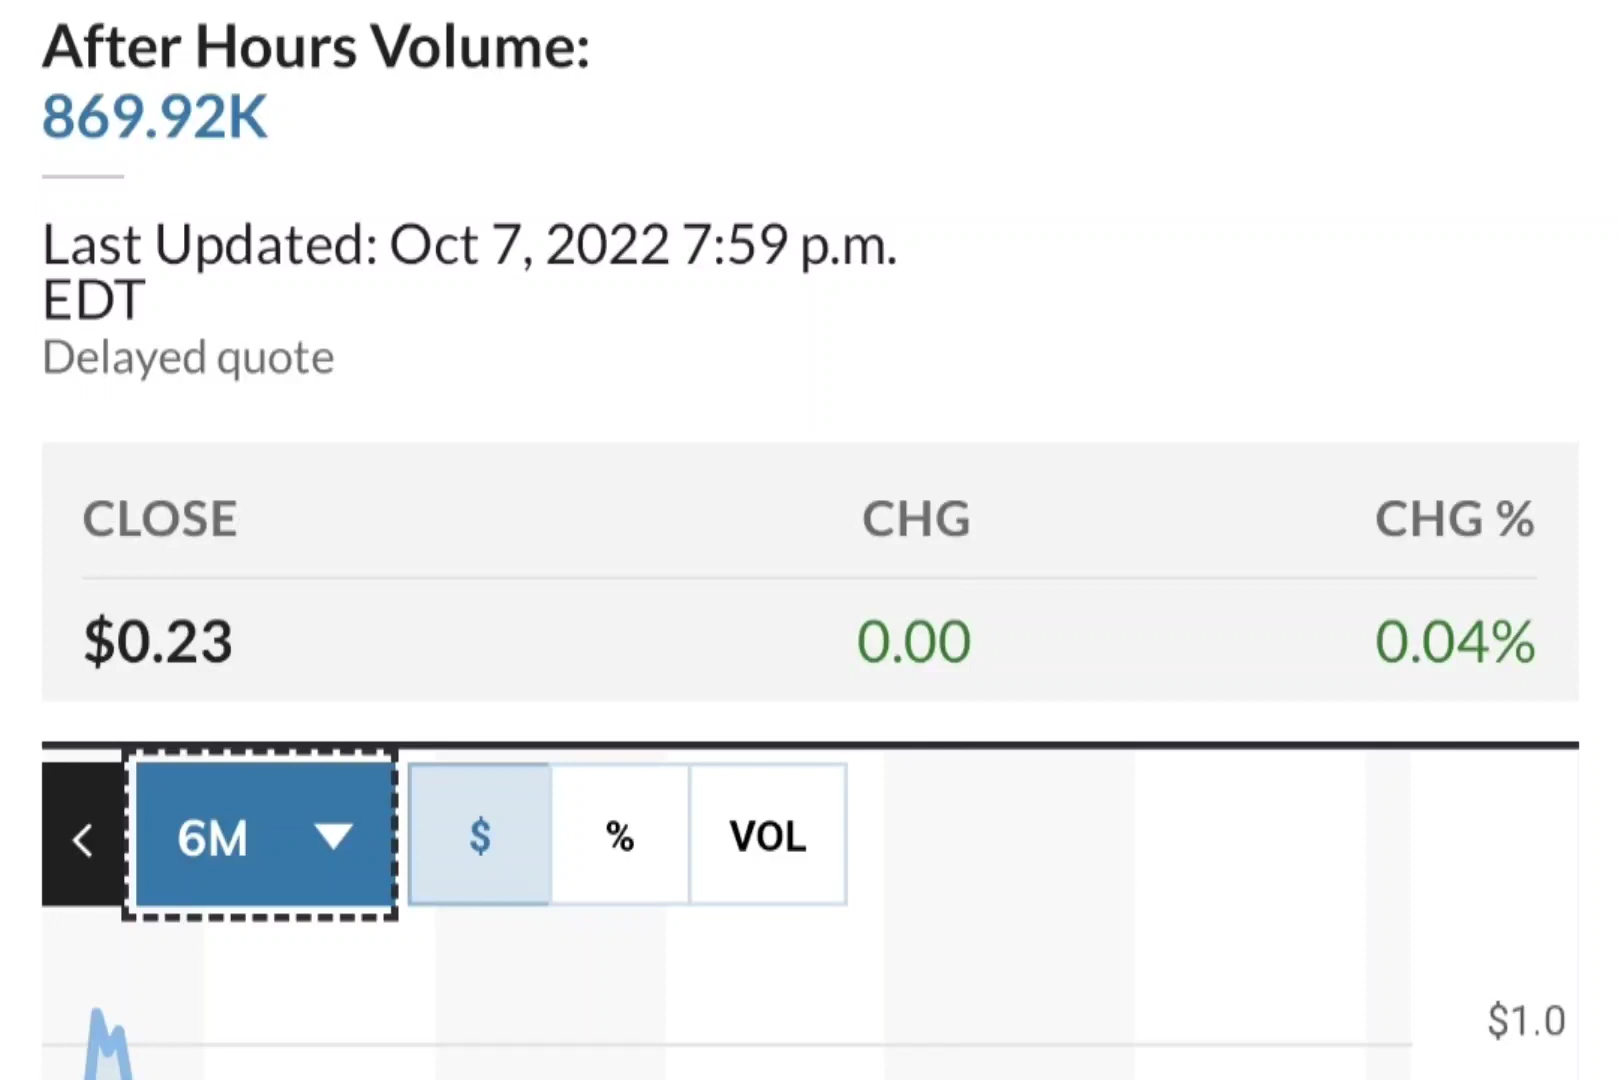 After Hours Volume:
869.92K
Last Updated: Oct 7, 2022 7:59 p.m.
EDT
Delayed quote
CLOSE CHG CHG %
$0.23 0.00 0.04%
6M $ % VOL
$1.0